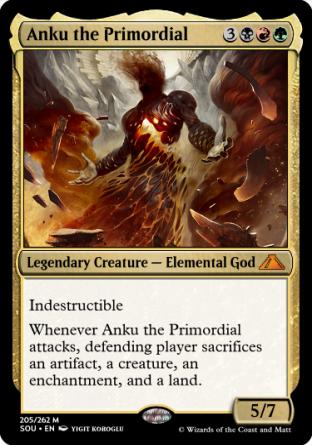 Anku the Primordial 3
Legendary Creature — Elemental God
Indestructible
Whenever Anku the Primordial
attacks, defending player sacrifices
an artifact, a creature, an
enchantment, and a land.
5/7
205/262 M
SOU • EN YIGIT KOROGLU
© Wizards of the Coast and Matt